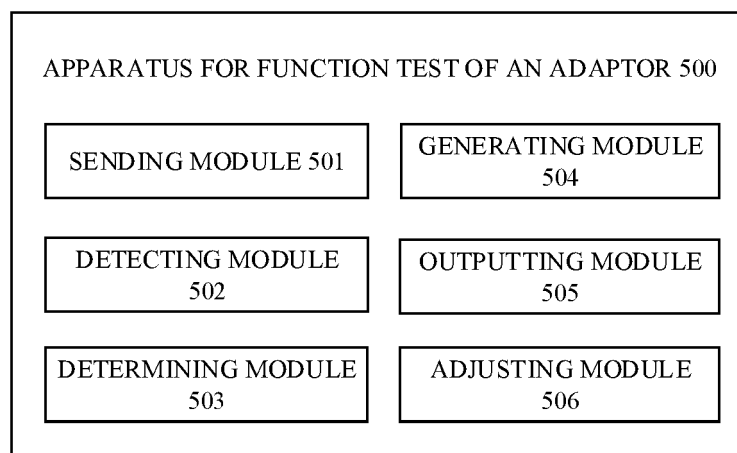 APPARATUS FOR FUNCTION TEST OF AN ADAPTOR 500
SENDING MODULE 501
GENERATING MODULE
504
DETECTING MODULE
502
OUTPUTTING MODULE
505
DETERMINING MODULE
503
ADJUSTING MODULE
506